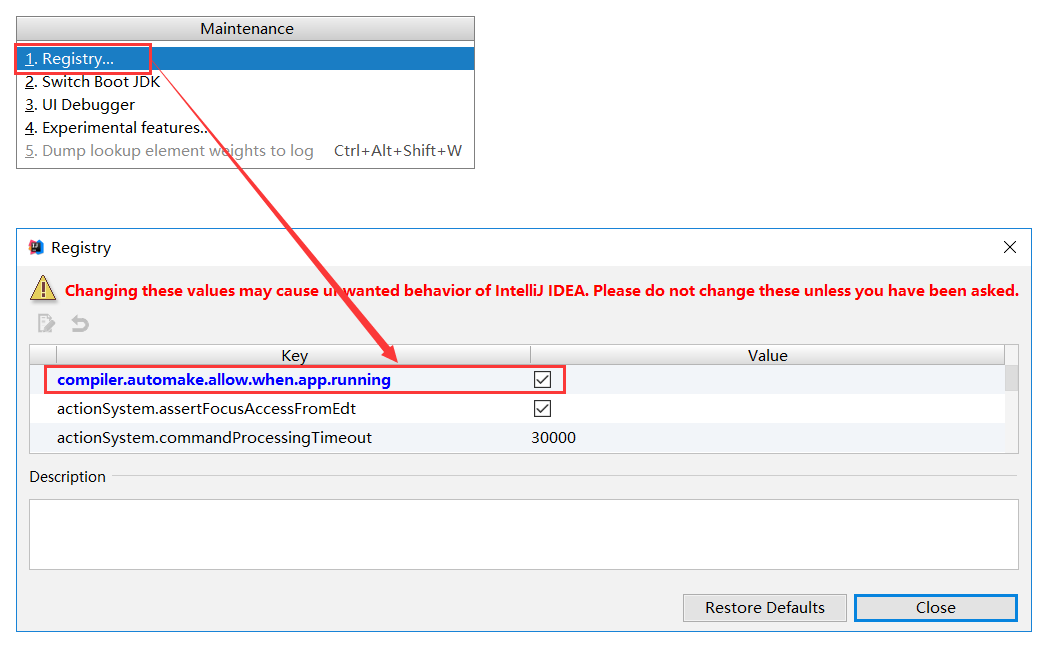 Maintenance
1. Registry...
2. Switch Boot JDK
3. UI Debugger
4. Experimental features..
5. Dump lookup element weights to log Ctrl+Alt+Shift+W
Registry
Changing these values may cause unwanted behavior of IntelliJ IDEA. Please do not change these unless you have been asked.
Key Value
compiler.automake.allow.when.app.running
actionSystem.assertFocusAccessFromEdt
actionSystem.commandProcessingTimeout 30000
Description
Restore Defaults Close